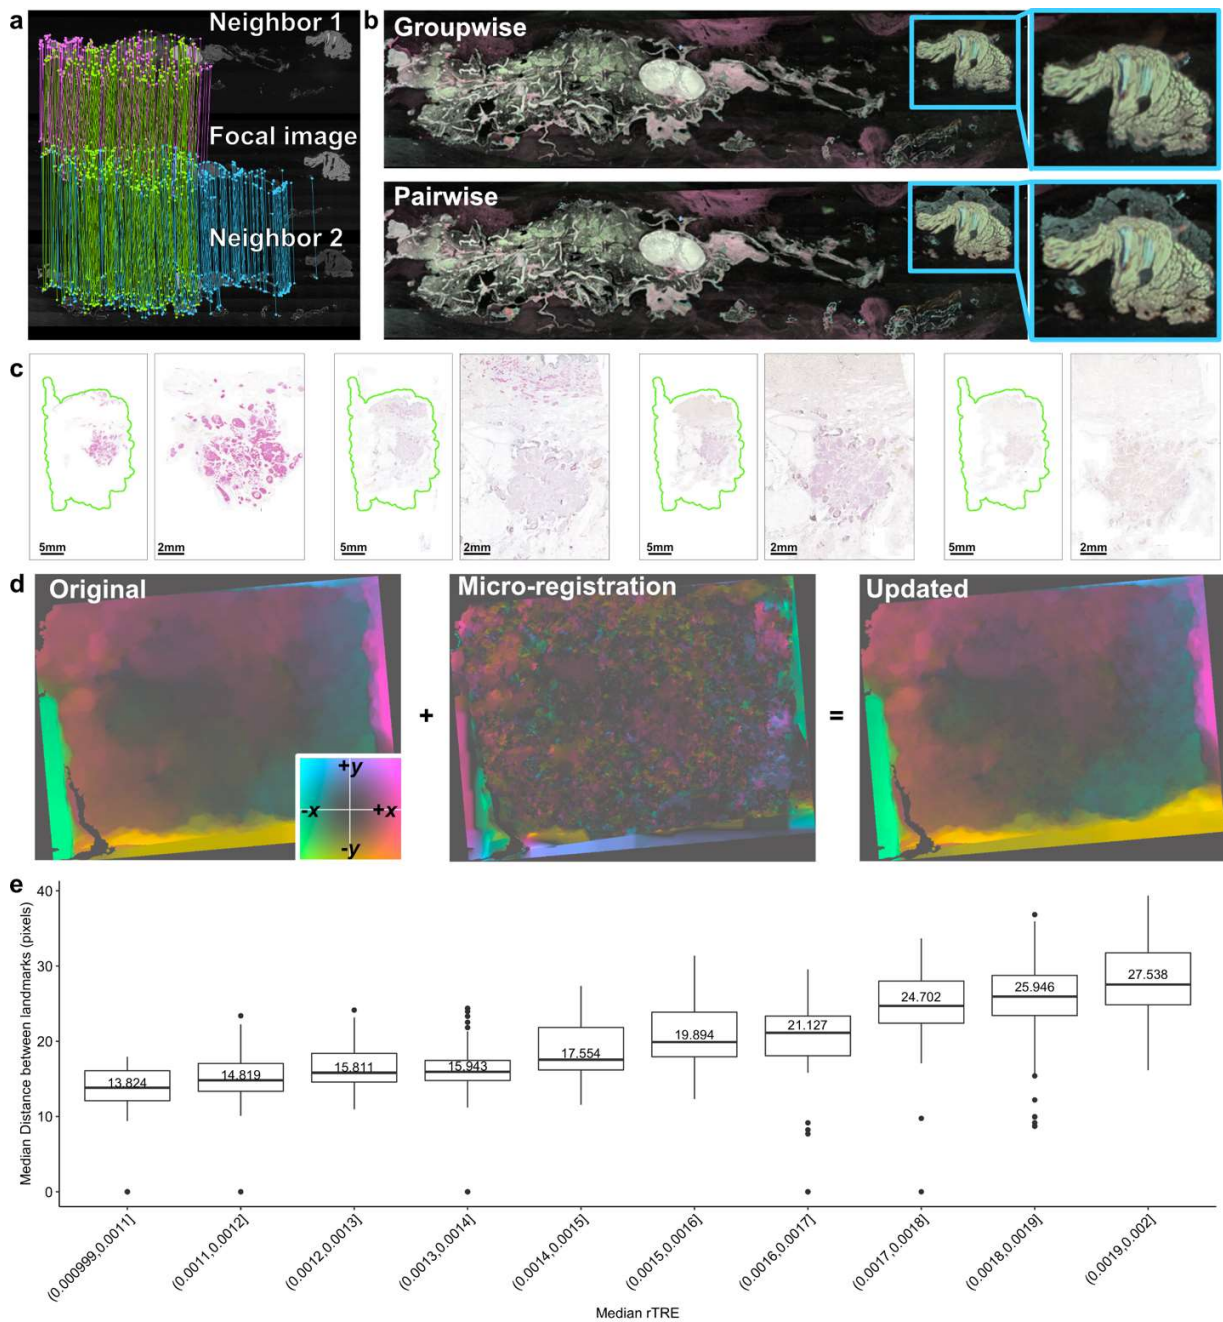 a
Neighbor 1
Focal image
Neighbor 2
b
Groupwise
Pairwise
c
5mm
2mm
5mm
2mm
5mm
2mm
5mm
2mm
d
Original
Micro-registration
Updated
+y
-x
+x
-y
+
=
e
Median Distance between landmarks (pixels)
40
30
20
10
0
13.824
14.819
15.811
15.943
17.554
19.894
21.127
24.702
25.946
27.538
(0.000999,0.0011]
(0.0011,0.0012]
(0.0012,0.0013]
(0.0013,0.0014]
(0.0014,0.0015]
(0.0015,0.0016]
(0.0016,0.0017]
(0.0017,0.0018]
(0.0018,0.0019]
(0.0019,0.002]
Median rTRE